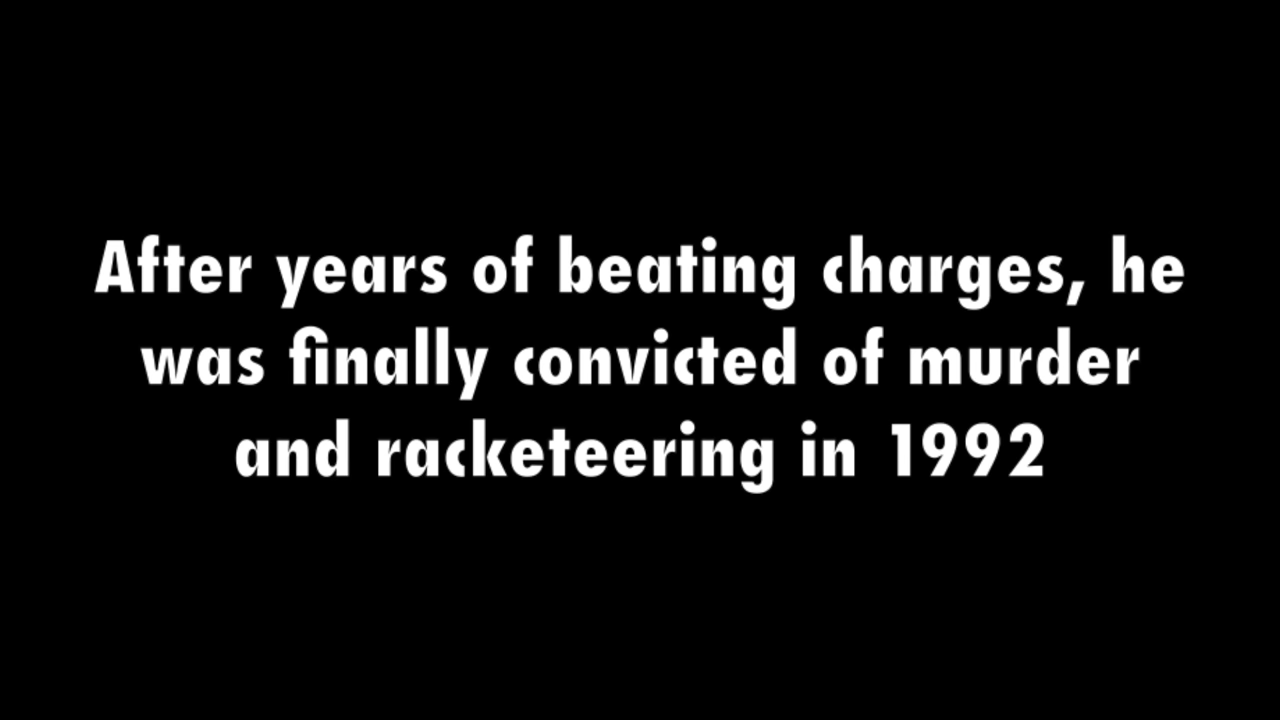 After years of beating charges, he
was finally convicted of murder
and racketeering in 1992